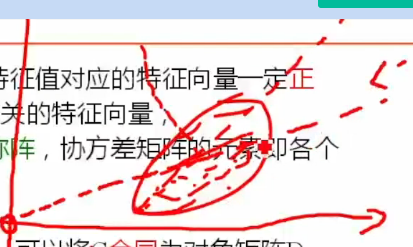 特征值对应的特征向量一定正
关的特征向量；
称阵，协方差矩阵的元素即各个
可以将C合同为对角矩阵D